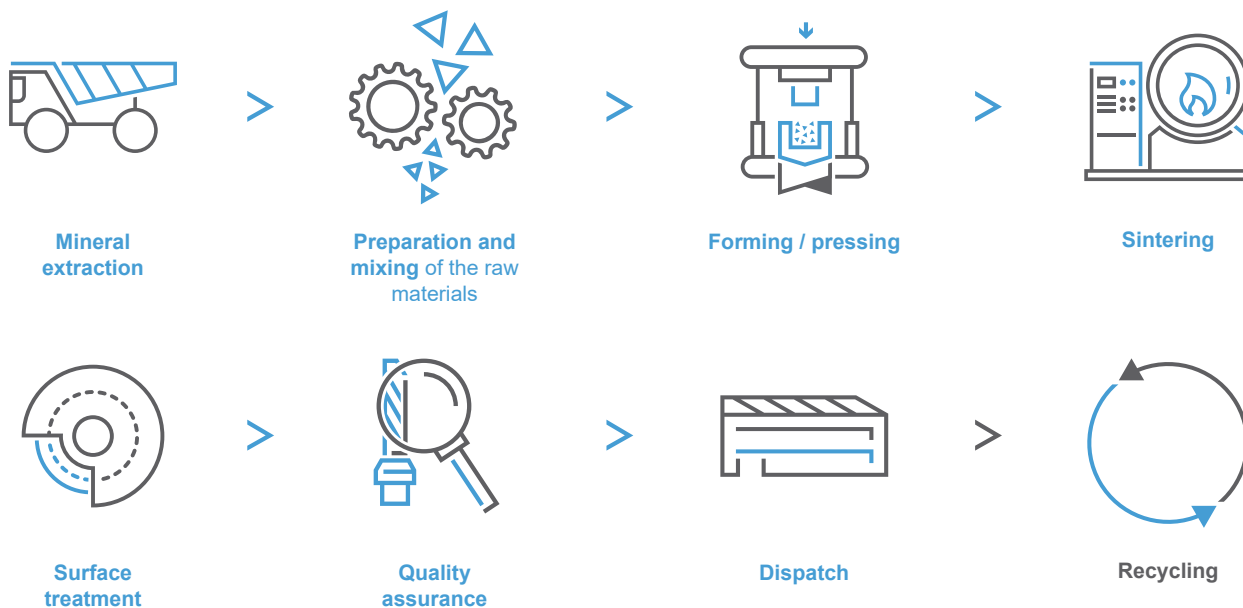 Mineral
extraction
Preparation and
mixing of the raw
materials
Forming / pressing
Sintering
Surface
treatment
Quality
assurance
Dispatch
Recycling